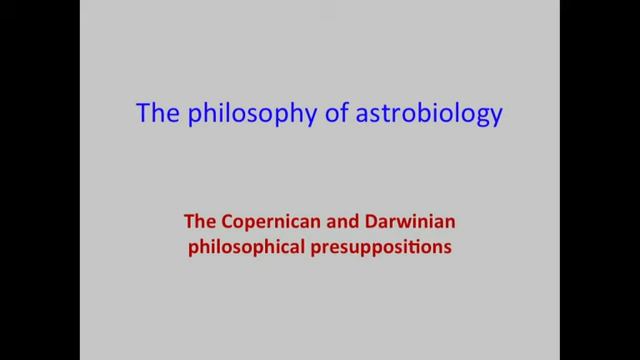 The philosophy of astrobiology
The Copernican and Darwinian
philosophical presuppositions